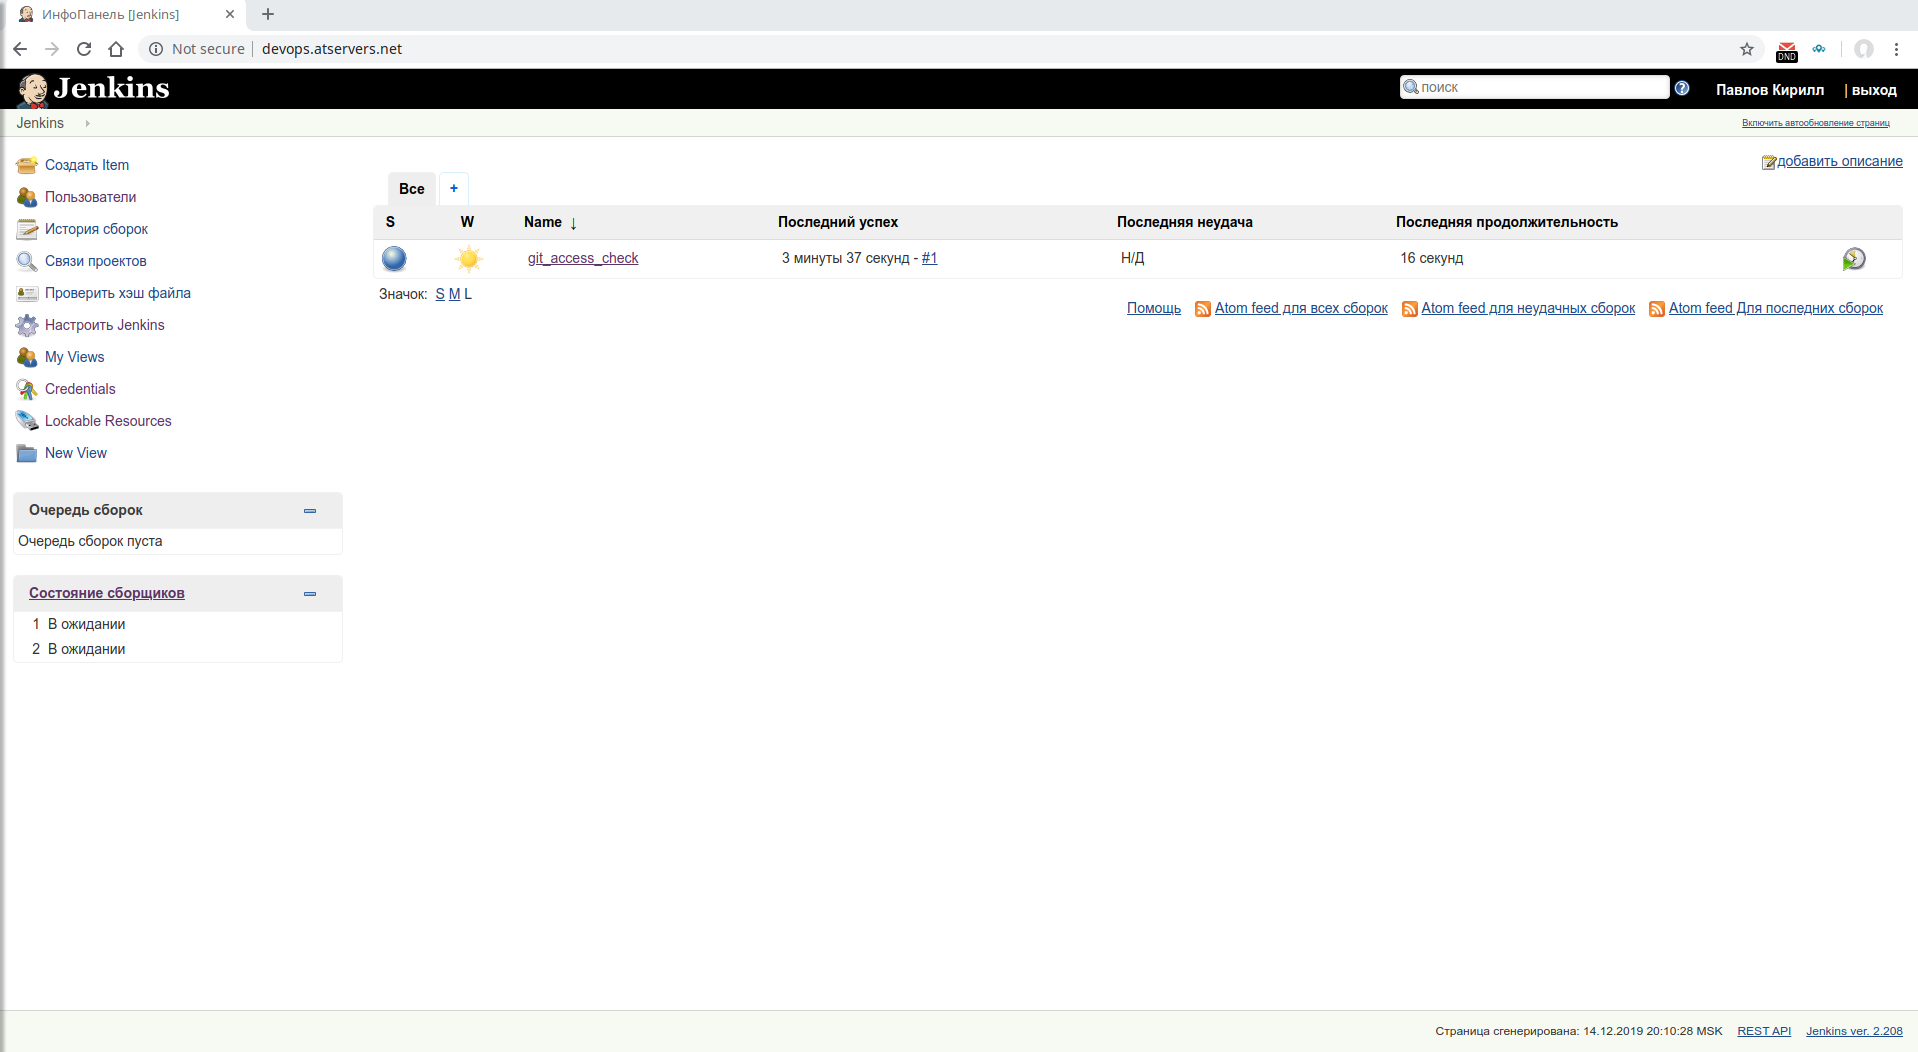 ИнфоПанель [Jenkins]
Not secure | devops.atservers.net
DND
Jenkins
поиск
Павлов Кирилл | выход
Jenkins
Включить автообновление страниц
добавить описание
Создать Item
Пользователи
История сборок
Связи проектов
Проверить хэш файла
Настроить Jenkins
My Views
Credentials
Lockable Resources
New View
Очередь сборок
Очередь сборок пуста
Состояние сборщиков
1 В ожидании
2 В ожидании
Все +
S W Name ↓ Последний успех Последняя неудача Последняя продолжительность
git_access_check 3 минуты 37 секунд - #1 Н/Д 16 секунд
Значок: S M L
Помощь Atom feed для всех сборок Atom feed для неудачных сборок Atom feed Для последних сборок
Страница сгенерирована: 14.12.2019 20:10:28 MSK REST API Jenkins ver. 2.208